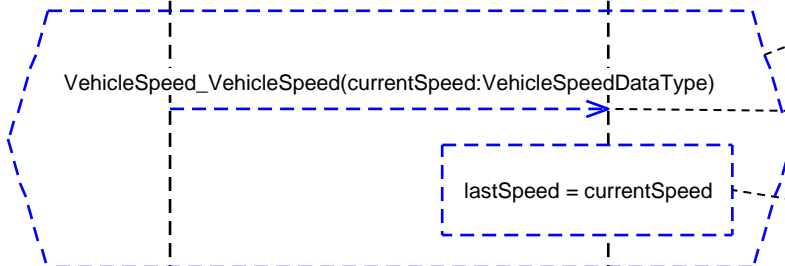 VehicleSpeed_VehicleSpeed(currentSpeed:VehicleSpeedDataType)
lastSpeed = currentSpeed